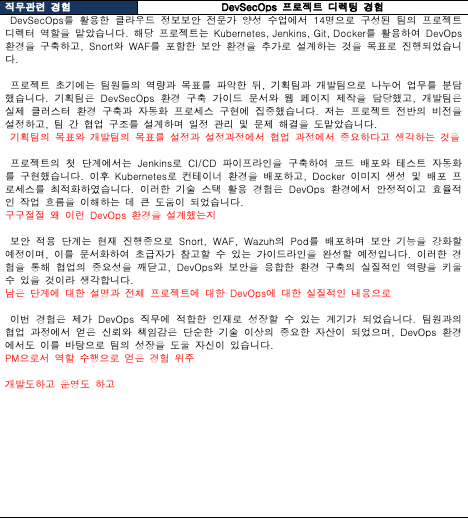 직무관련 경험
DevSecOps 프로젝트 디렉팅 경험
DevSecOps를 활용한 클라우드 정보보안 전문가 양성 수업에서 14명으로 구성된 팀의 프로젝트
디렉터 역할을 맡았습니다. 해당 프로젝트는 Kubernetes, Jenkins, Git, Docker를 활용하여 DevOps
환경을 구축하고, Snort와 WAF를 포함한 보안 환경을 추가로 설계하는 것을 목표로 진행되었습니
다.
프로젝트 초기에는 팀원들의 역량과 목표를 파악한 뒤, 기획팀과 개발팀으로 나누어 업무를 분담
했습니다. 기획팀은 DevSecOps 환경 구축 가이드 문서와 웹 페이지 제작을 담당했고, 개발팀은
실제 클러스터 환경 구축과 자동화 프로세스 구현에 집중했습니다. 저는 프로젝트 전반의 비전을
설정하고, 팀 간 협업 구조를 설계하며 일정 관리 및 문제 해결을 도맡았습니다.
기획팀의 목표와 개발팀의 목표를 설정과 설정과정에서 협업 과정에서 중요하다고 생각하는 것을
프로젝트의 첫 단계에서는 Jenkins로 CI/CD 파이프라인을 구축하여 코드 배포와 테스트 자동화
를 구현했습니다. 이후 Kubernetes로 컨테이너 환경을 배포하고, Docker 이미지 생성 및 배포 프
로세스를 최적화하였습니다. 이러한 기술 스택 활용 경험은 DevOps 환경에서 안정적이고 효율적
인 작업 흐름을 이해하는 데 큰 도움이 되었습니다.
구구절절 왜 이런 DevOps 환경을 설계했는지
보안 적용 단계는 현재 진행중으로 Snort, WAF, Wazuh의 Pod를 배포하며 보안 기능을 강화할
예정이며, 이를 문서화하여 초급자가 참고할 수 있는 가이드라인을 완성할 예정입니다. 이러한 경
험을 통해 협업의 중요성을 깨닫고, DevOps와 보안을 융합한 환경 구축의 실질적인 역량을 키울
수 있을 것이라 생각합니다.
남은 단계에 대한 설명과 전체 프로젝트에 대한 DevOps에 대한 실질적인 내용으로
이번 경험은 제가 DevOps 직무에 적합한 인재로 성장할 수 있는 계기가 되었습니다. 팀원과의
협업 과정에서 얻은 신뢰와 책임감은 단순한 기술 이상의 중요한 자산이 되었으며, DevOps 환경
에서도 이를 바탕으로 팀의 성장을 도울 자신이 있습니다.
PM으로서 역할 수행으로 얻은 경험 위주
개발도하고 운영도 하고